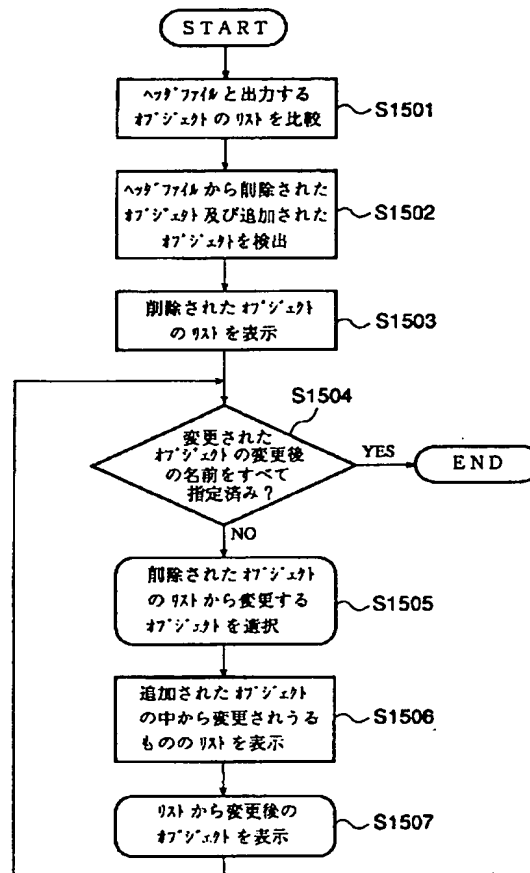 START
ヘッダファイルと出力する
オブジェクトのリストを比較
S1501
ヘッダファイルから削除された
オブジェクト及び追加された
オブジェクトを検出
S1502
削除されたオブジェクト
のリストを表示
S1503
S1504
変更された
オブジェクトの変更後
の名前をすべて
指定済み？
YES
END
NO
削除されたオブジェクト
のリストから変更する
オブジェクトを選択
S1505
追加されたオブジェクト
の中から変更されうる
もののリストを表示
S1506
リストから変更後の
オブジェクトを表示
S1507